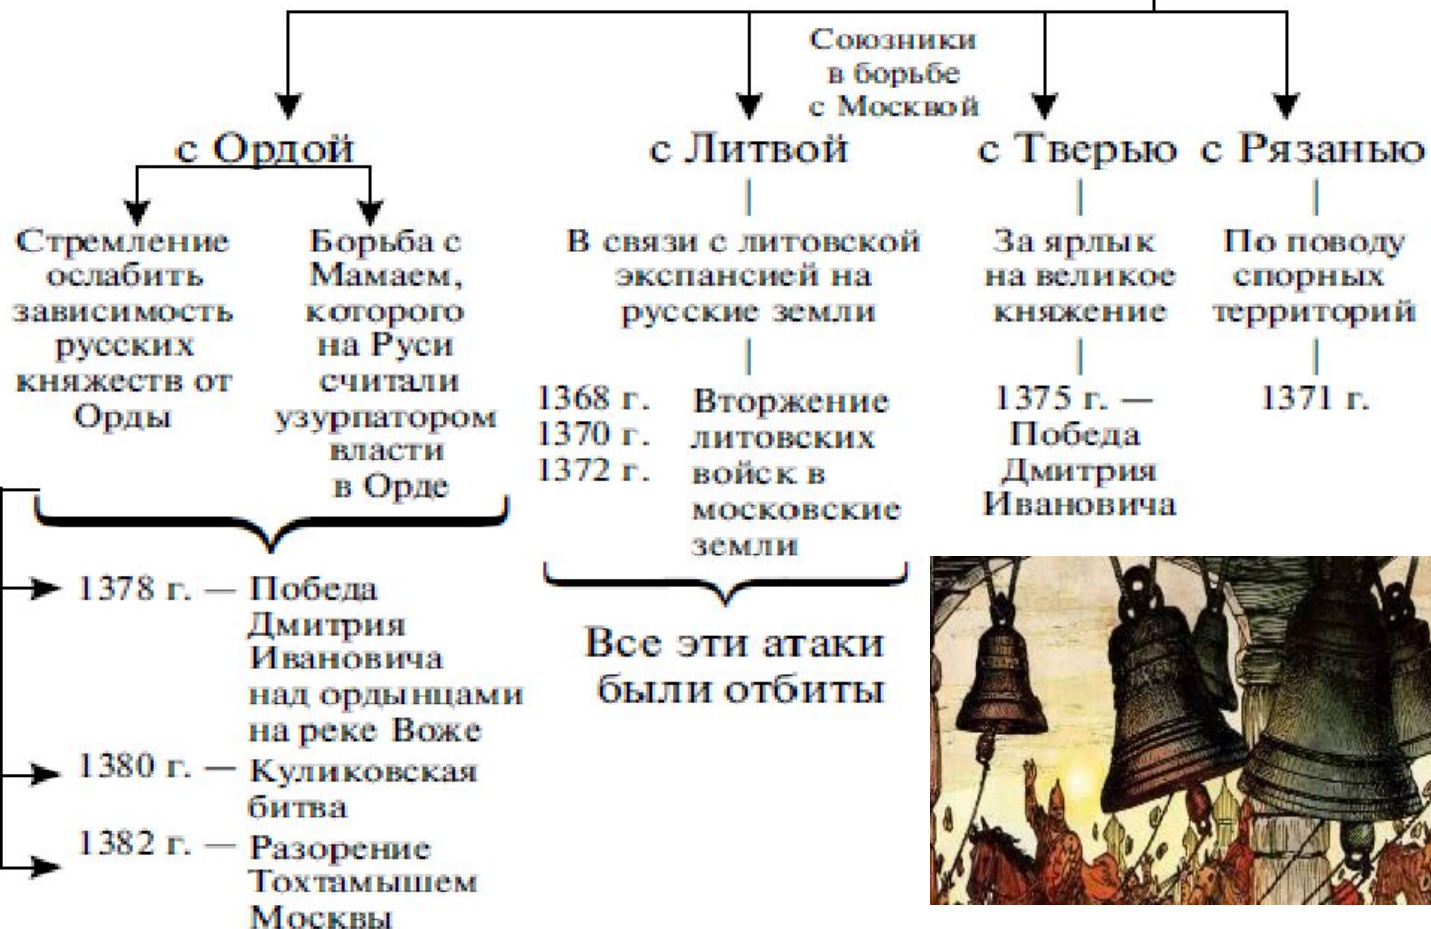 Союзники
в борьбе
с Москвой
с Ордой
с Литвой
с Тверью
с Рязанью
Стремление
ослабить
зависимость
русских
княжеств от
Орды
Борьба с
Мамаем,
которого
на Руси
считали
узурпатором
власти
в Орде
В связи с литовской
экспансией на
русские земли
За ярлык
на великое
княжение
По поводу
спорных
территорий
1368 г.
1370 г.
1372 г.
Вторжение
литовских
войск в
московские
земли
1375 г. —
Победа
Дмитрия
Ивановича
1371 г.
1378 г. — Победа
Дмитрия
Ивановича
над ордынцами
на реке Воже
1380 г. — Куликовская
битва
1382 г. — Разорение
Тохтамышем
Москвы
Все эти атаки
были отбиты